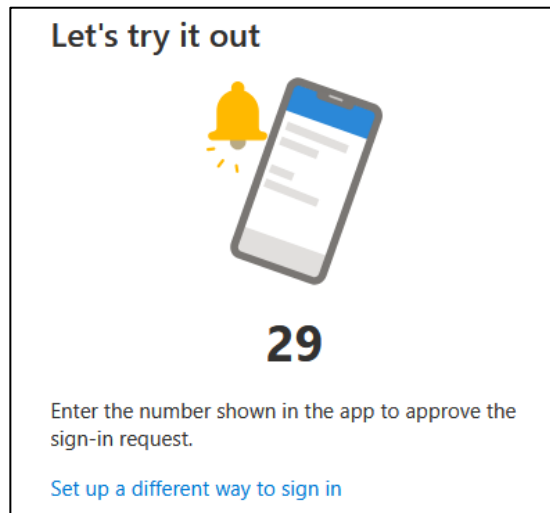 Let's try it out
29
Enter the number shown in the app to approve the
sign-in request.
Set up a different way to sign in